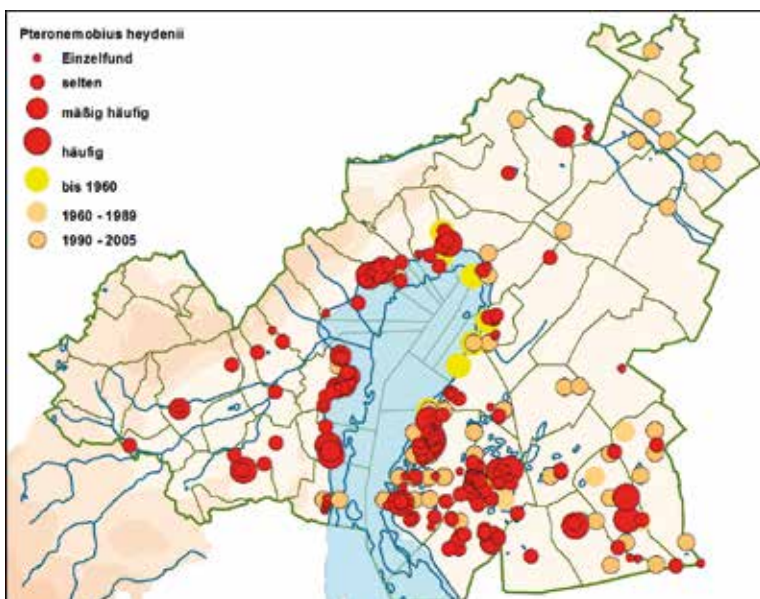 Pteronemobius heydenii
Einzelfund
selten
mäßig häufig
häufig
bis 1960
1960 - 1989
1990 - 2005